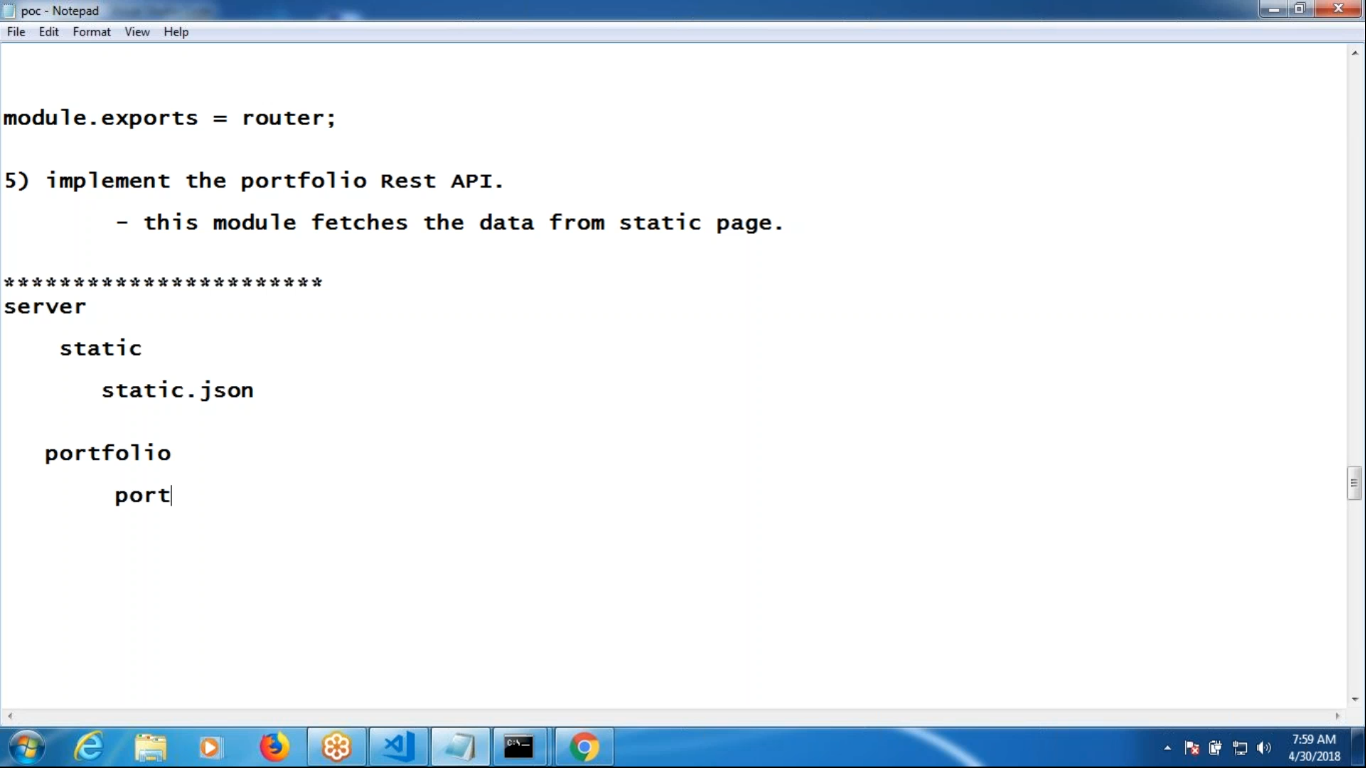 poc - Notepad
File Edit Format View Help
module.exports = router;
5) implement the portfolio Rest API.
- this module fetches the data from static page.
***********************
server
static
static.json
portfolio
port
C:\_
7:59 AM
4/30/2018